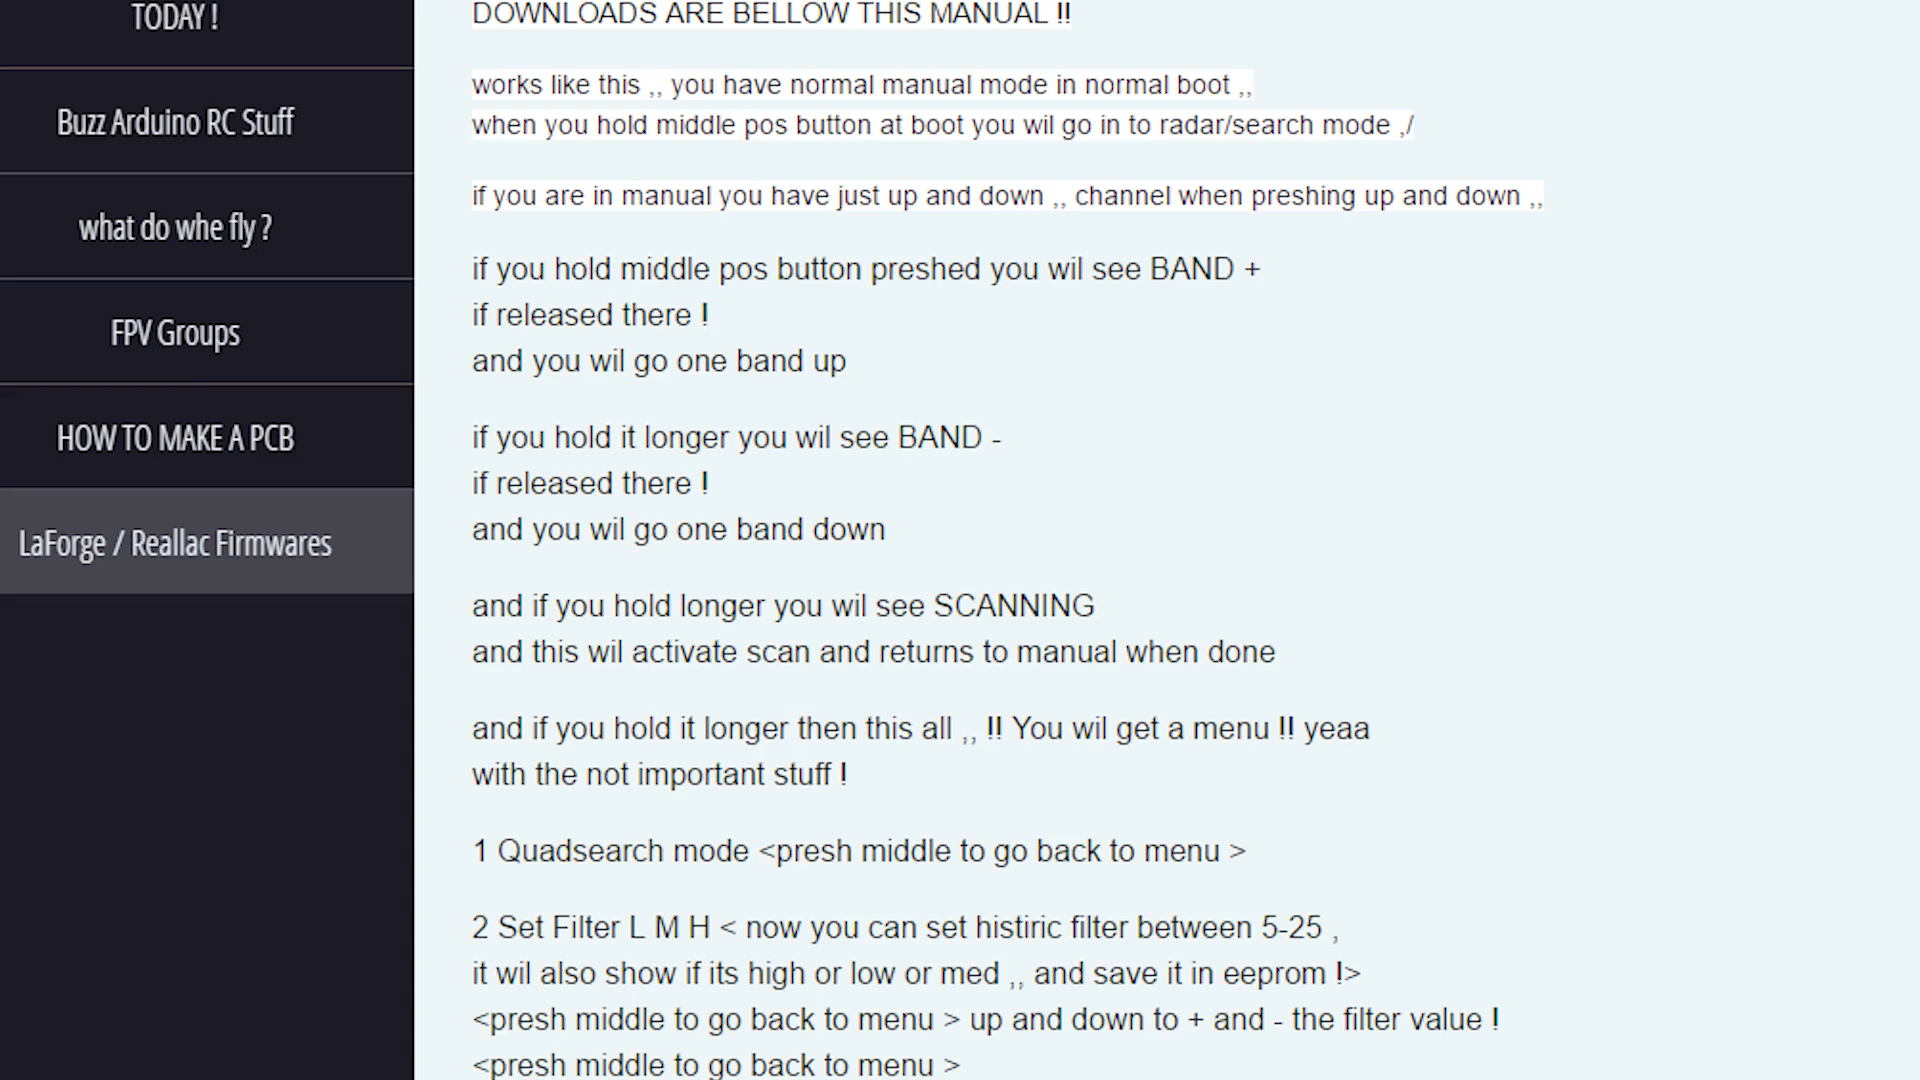 TODAY !
Buzz Arduino RC Stuff
what do whe fly ?
FPV Groups
HOW TO MAKE A PCB
LaForge / Reallac Firmwares
DOWNLOADS ARE BELLOW THIS MANUAL !!
works like this ,, you have normal manual mode in normal boot ,,
when you hold middle pos button at boot you wil go in to radar/search mode ,/
if you are in manual you have just up and down ,, channel when preshing up and down ,,
if you hold middle pos button preshed you wil see BAND +
if released there !
and you wil go one band up
if you hold it longer you wil see BAND -
if released there !
and you wil go one band down
and if you hold longer you wil see SCANNING
and this wil activate scan and returns to manual when done
and if you hold it longer then this all ,, !! You wil get a menu !! yeaa
with the not important stuff !
1 Quadsearch mode <presh middle to go back to menu >
2 Set Filter L M H < now you can set histiric filter between 5-25 ,
it wil also show if its high or low or med ,, and save it in eeprom !>
<presh middle to go back to menu > up and down to + and - the filter value !
<presh middle to go back to menu >